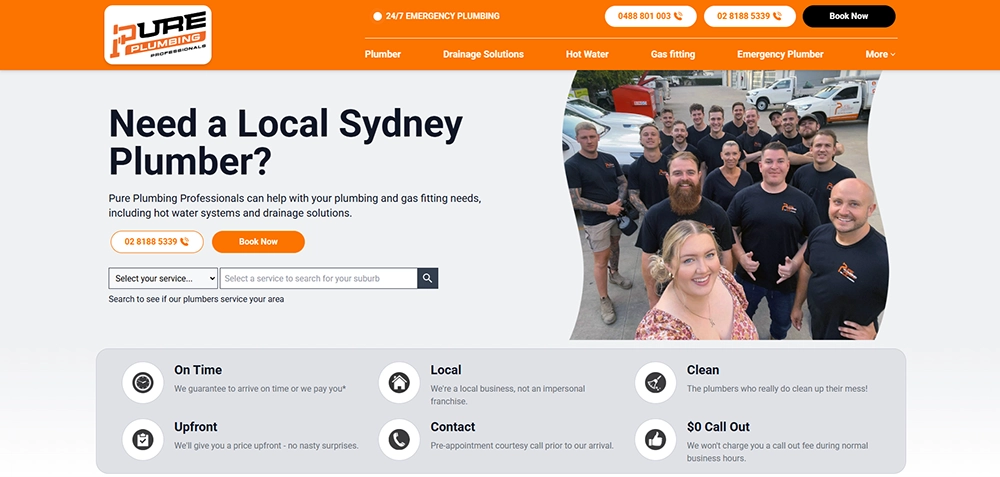 PURE
PLUMBING
PROFESSIONALS
24/7 EMERGENCY PLUMBING
0488 801 003
02 8188 5339
Book Now
Plumber
Drainage Solutions
Hot Water
Gas fitting
Emergency Plumber
More
Need a Local Sydney
Plumber?
Pure Plumbing Professionals can help with your plumbing and gas fitting needs,
including hot water systems and drainage solutions.
02 8188 5339
Book Now
Select your service...
Select a service to search for your suburb
Search to see if our plumbers service your area
On Time
We guarantee to arrive on time or we pay you*
Local
We're a local business, not an impersonal
franchise.
Clean
The plumbers who really do clean up their mess!
Upfront
We'll give you a price upfront - no nasty surprises.
Contact
Pre-appointment courtesy call prior to our arrival.
$0 Call Out
We won't charge you a call out fee during normal
business hours.